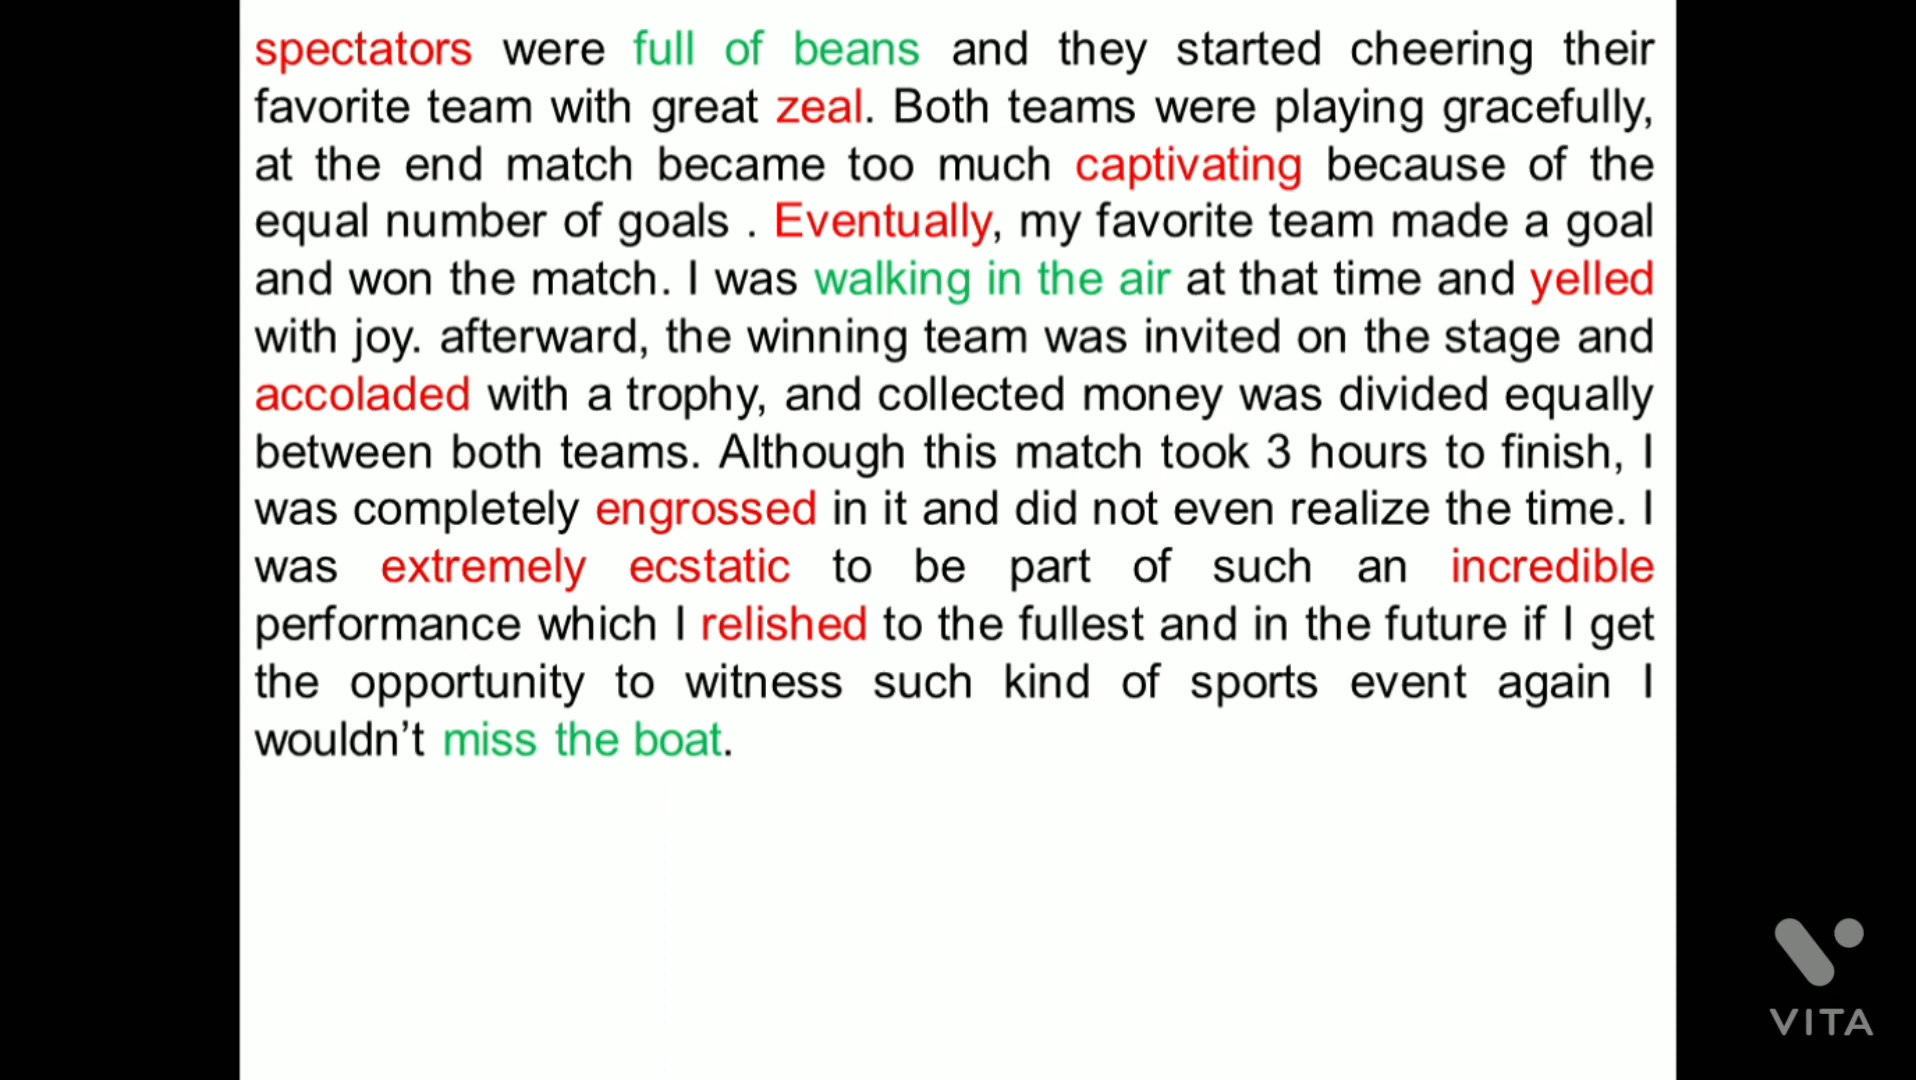 spectators were full of beans and they started cheering their
favorite team with great zeal. Both teams were playing gracefully,
at the end match became too much captivating because of the
equal number of goals . Eventually, my favorite team made a goal
and won the match. I was walking in the air at that time and yelled
with joy. afterward, the winning team was invited on the stage and
accoladed with a trophy, and collected money was divided equally
between both teams. Although this match took 3 hours to finish, I
was completely engrossed in it and did not even realize the time. I
was extremely ecstatic to be part of such an incredible
performance which I relished to the fullest and in the future if I get
the opportunity to witness such kind of sports event again I
wouldn’t miss the boat.
VITA